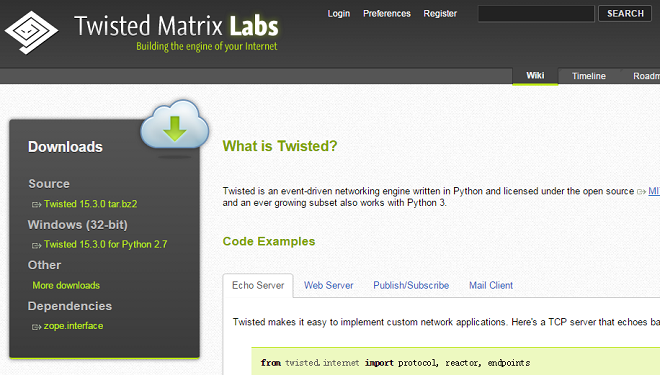 Twisted Matrix Labs
Building the engine of your Internet
Login Preferences Register SEARCH
Wiki Timeline
Downloads
Source
Twisted 15.3.0 tar.bz2
Windows (32-bit)
Twisted 15.3.0 for Python 2.7
Other
More downloads
Dependencies
zope.interface
What is Twisted?
Twisted is an event-driven networking engine written in Python and licensed under the open source
and an ever growing subset also works with Python 3.
Code Examples
Echo Server Web Server Publish/Subscribe Mail Client
Twisted makes it easy to implement custom network applications. Here's a TCP server that echoes
from twisted.internet import protocol, reactor, endpoints